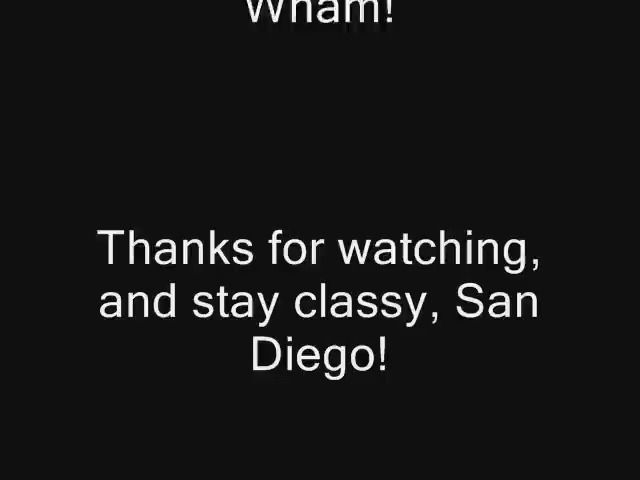 Wham!
Thanks for watching,
and stay classy, San
Diego!